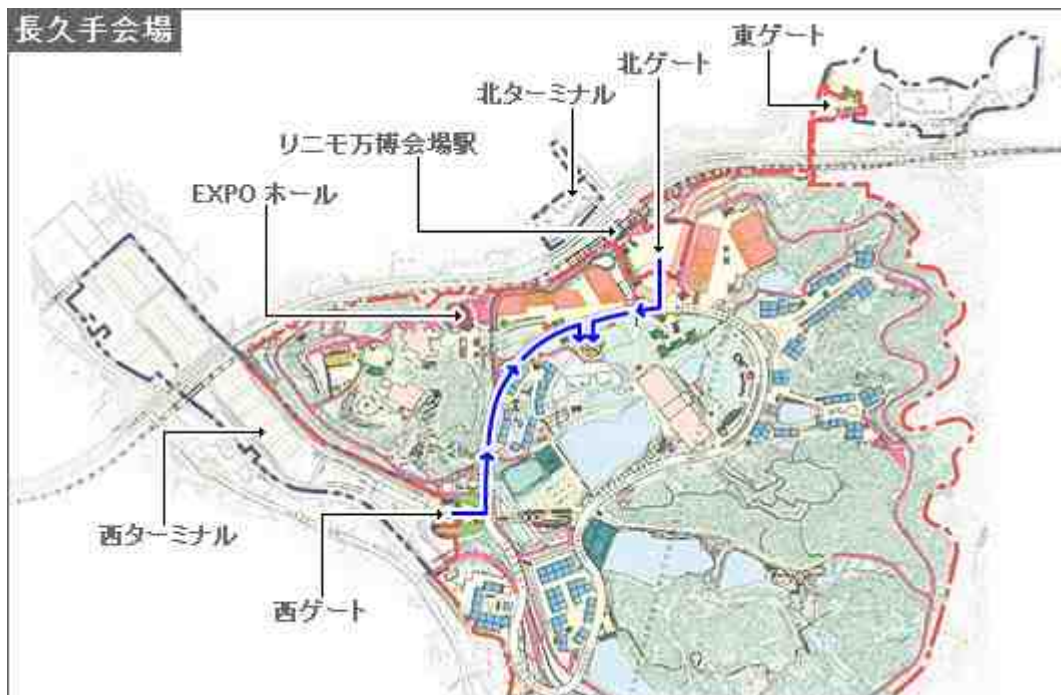 長久手会場
東ゲート
北ゲート
北ターミナル
リニモ万博会場駅
EXPO ホール
西ターミナル
西ゲート